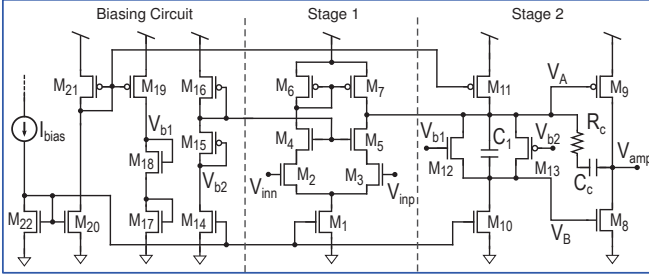 Biasing Circuit
Stage 1
Stage 2
M21
M19
M16
M6
M7
M11
VA
M9
Ibias
Vb1
M18
M15
Vb2
M4
M5
Vb1
M12
C1
Vb2
M13
Rc
Cc
Vamp
M2
M3
Vinn
Vinp
M22
M20
M17
M14
M1
M10
VB
M8